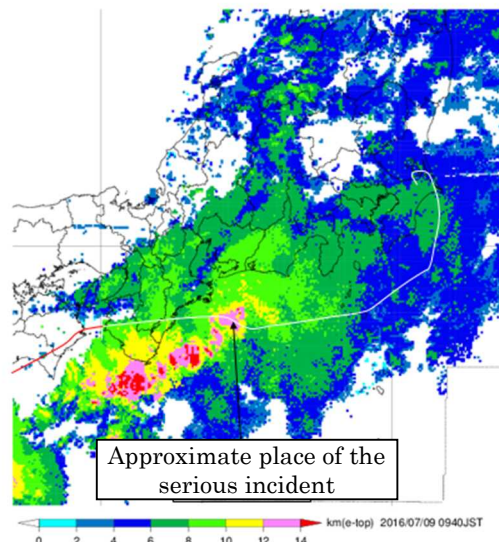 Approximate place of the
serious incident
0 2 4 6 8 10 12 14 km(e-top) 2016/07/09 0940JST